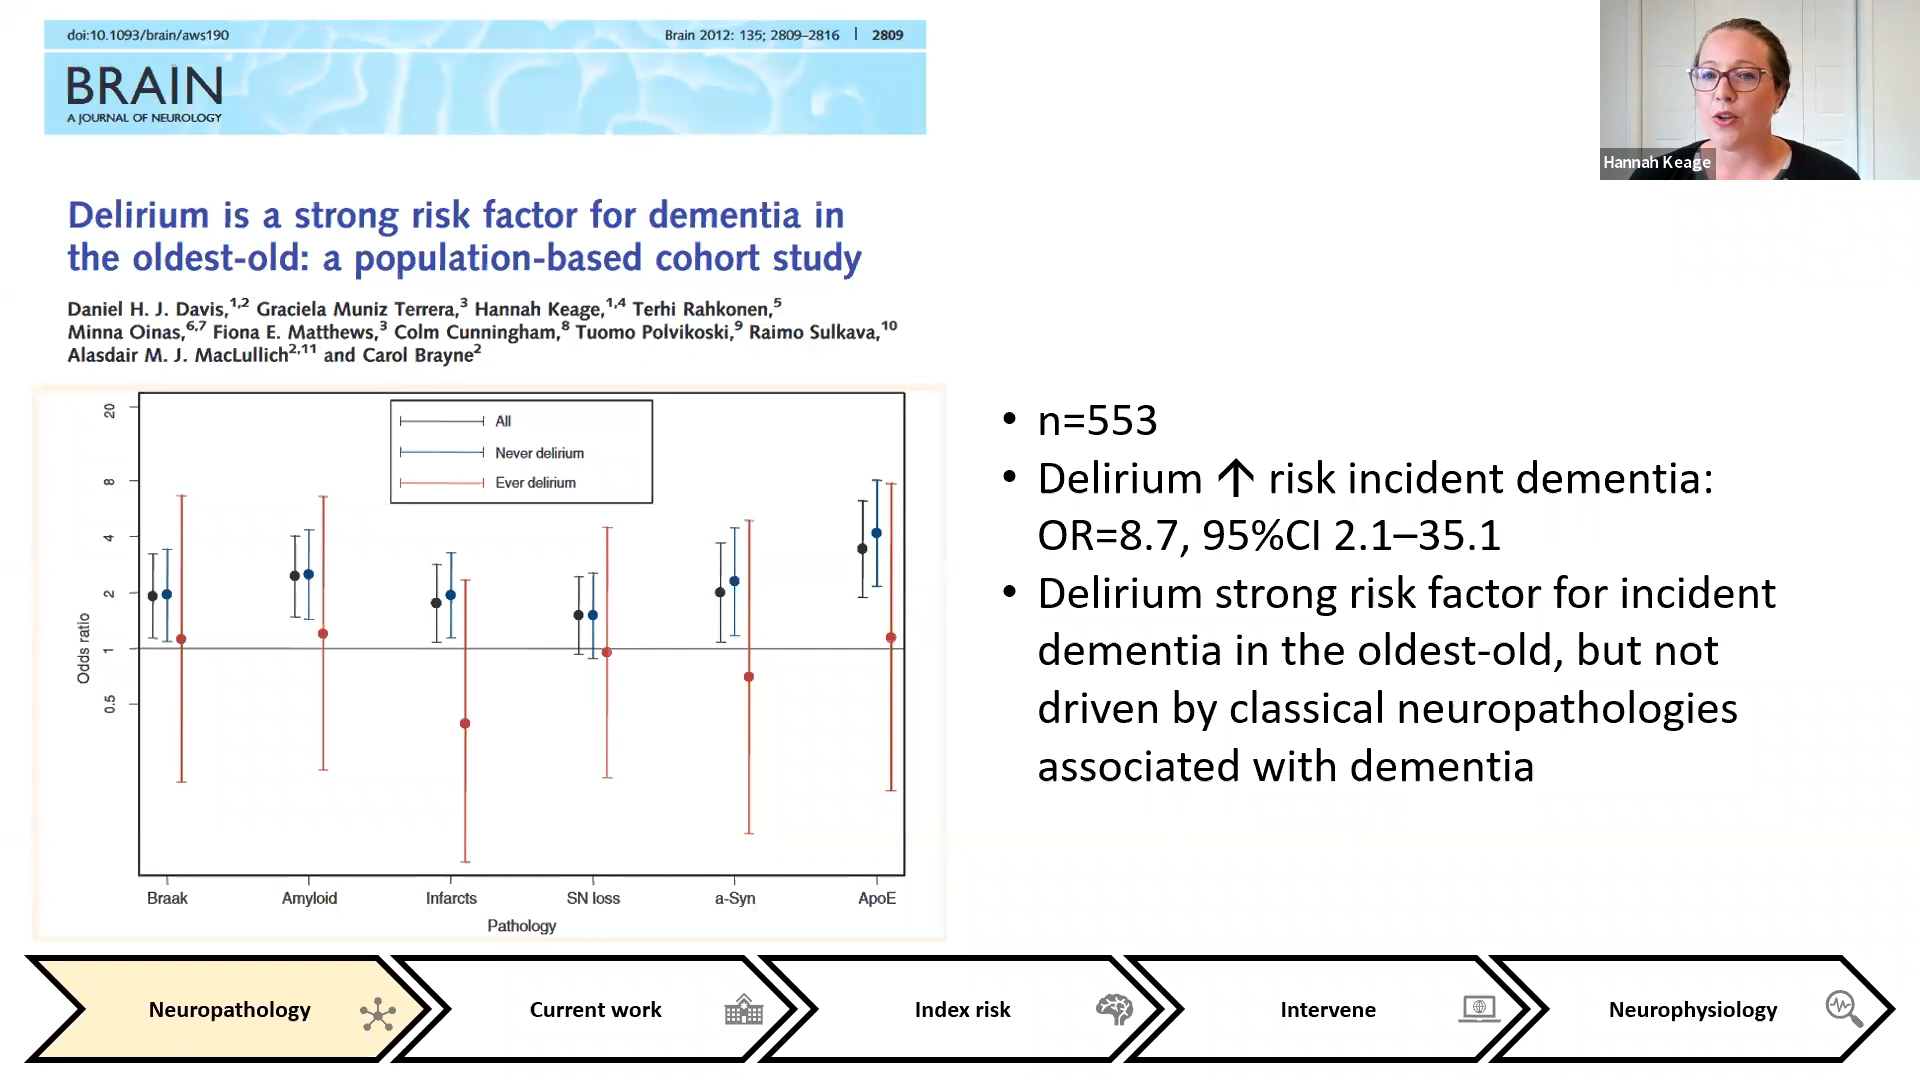 doi:10.1093/brain/aws190
Brain 2012: 135; 2809–2816 | 2809
BRAIN
A JOURNAL OF NEUROLOGY
Hannah Keage
Delirium is a strong risk factor for dementia in
the oldest-old: a population-based cohort study
Daniel H. J. Davis,1,2 Graciela Muniz Terrera,3 Hannah Keage,1,4 Terhi Rahkonen,5
Minna Oinas,6,7 Fiona E. Matthews,3 Colm Cunningham,8 Tuomo Polvikoski,9 Raimo Sulkava,10
Alasdair M. J. MacLullich2,11 and Carol Brayne2
All
Never delirium
Ever delirium
20
8
4
2
1
0.5
Odds ratio
Braak
Amyloid
Infarcts
SN loss
a-Syn
ApoE
Pathology
• n=553
• Delirium ↑ risk incident dementia:
OR=8.7, 95%CI 2.1–35.1
• Delirium strong risk factor for incident
dementia in the oldest-old, but not
driven by classical neuropathologies
associated with dementia
Neuropathology
Current work
Index risk
Intervene
Neurophysiology